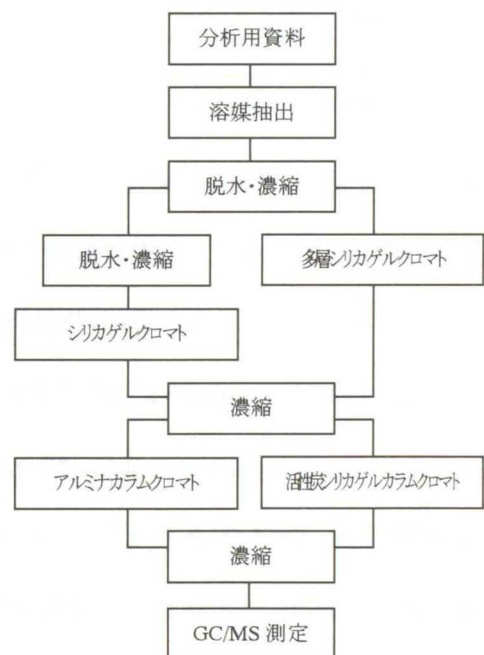 分析用資料
溶媒抽出
脱水・濃縮
脱水・濃縮
多層シリカゲルクロマト
シリカゲルクロマト
濃縮
アルミナカラムクロマト
活性炭シリカゲルカラムクロマト
濃縮
GC/MS 測定